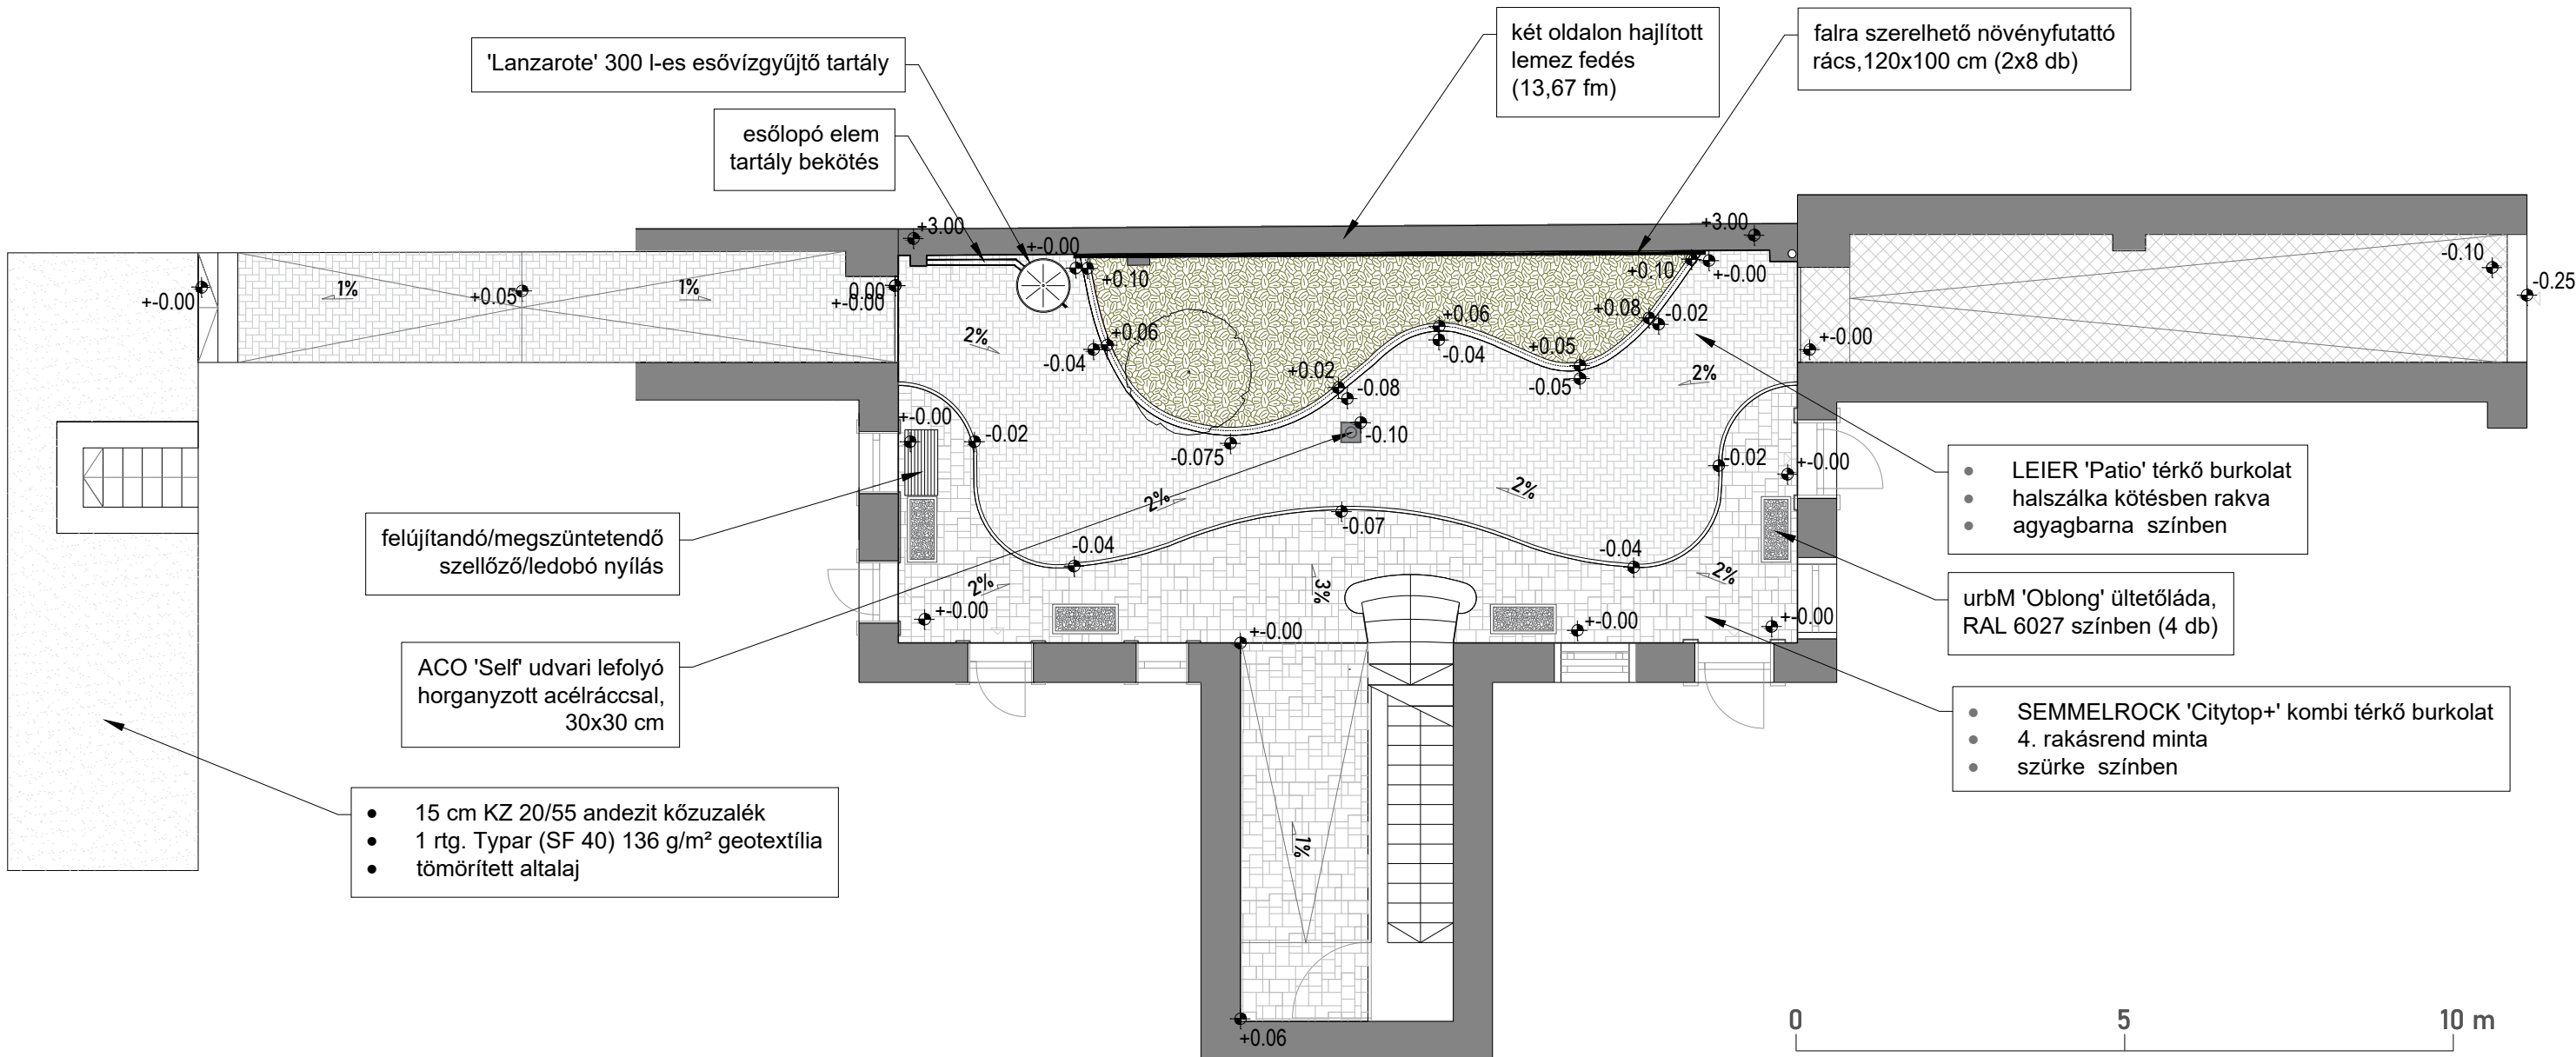 'Lanzarote' 300 l-es esővízgyűjtő tartály
esőlopó elem
tartály bekötés
két oldalon hajlított
lemez fedés
(13,67 fm)
falra szerelhető növényfutattó
rács,120x100 cm (2x8 db)
+3.00
+-0.00
+3.00
+0.10
+0.10
+-0.00
-0.10
-0.25
+-0.00
1%
+0.05
1%
0.00
+-0.00
2%
+0.06
-0.04
+0.06
-0.04
+0.08
-0.02
+-0.00
+0.05
-0.05
2%
+0.02
-0.08
+-0.00
-0.02
-0.075
-0.10
-0.02
+-0.00
2%
2%
-0.07
-0.04
-0.04
2%
+-0.00
3%
2%
+-0.00
+-0.00
+-0.00
1%
+0.06
felújítandó/megszüntetendő
szellőző/ledobó nyílás
ACO 'Self' udvari lefolyó
horganyzott acélráccsal,
30x30 cm
• 15 cm KZ 20/55 andezit kőzuzalék
• 1 rtg. Typar (SF 40) 136 g/m² geotextília
• tömörített altalaj
• LEIER 'Patio' térkő burkolat
• halszálka kötésben rakva
• agyagbarna színben
urbM 'Oblong' ültetőláda,
RAL 6027 színben (4 db)
• SEMMELROCK 'Citytop+' kombi térkő burkolat
• 4. rakásrend minta
• szürke színben
0 5 10 m